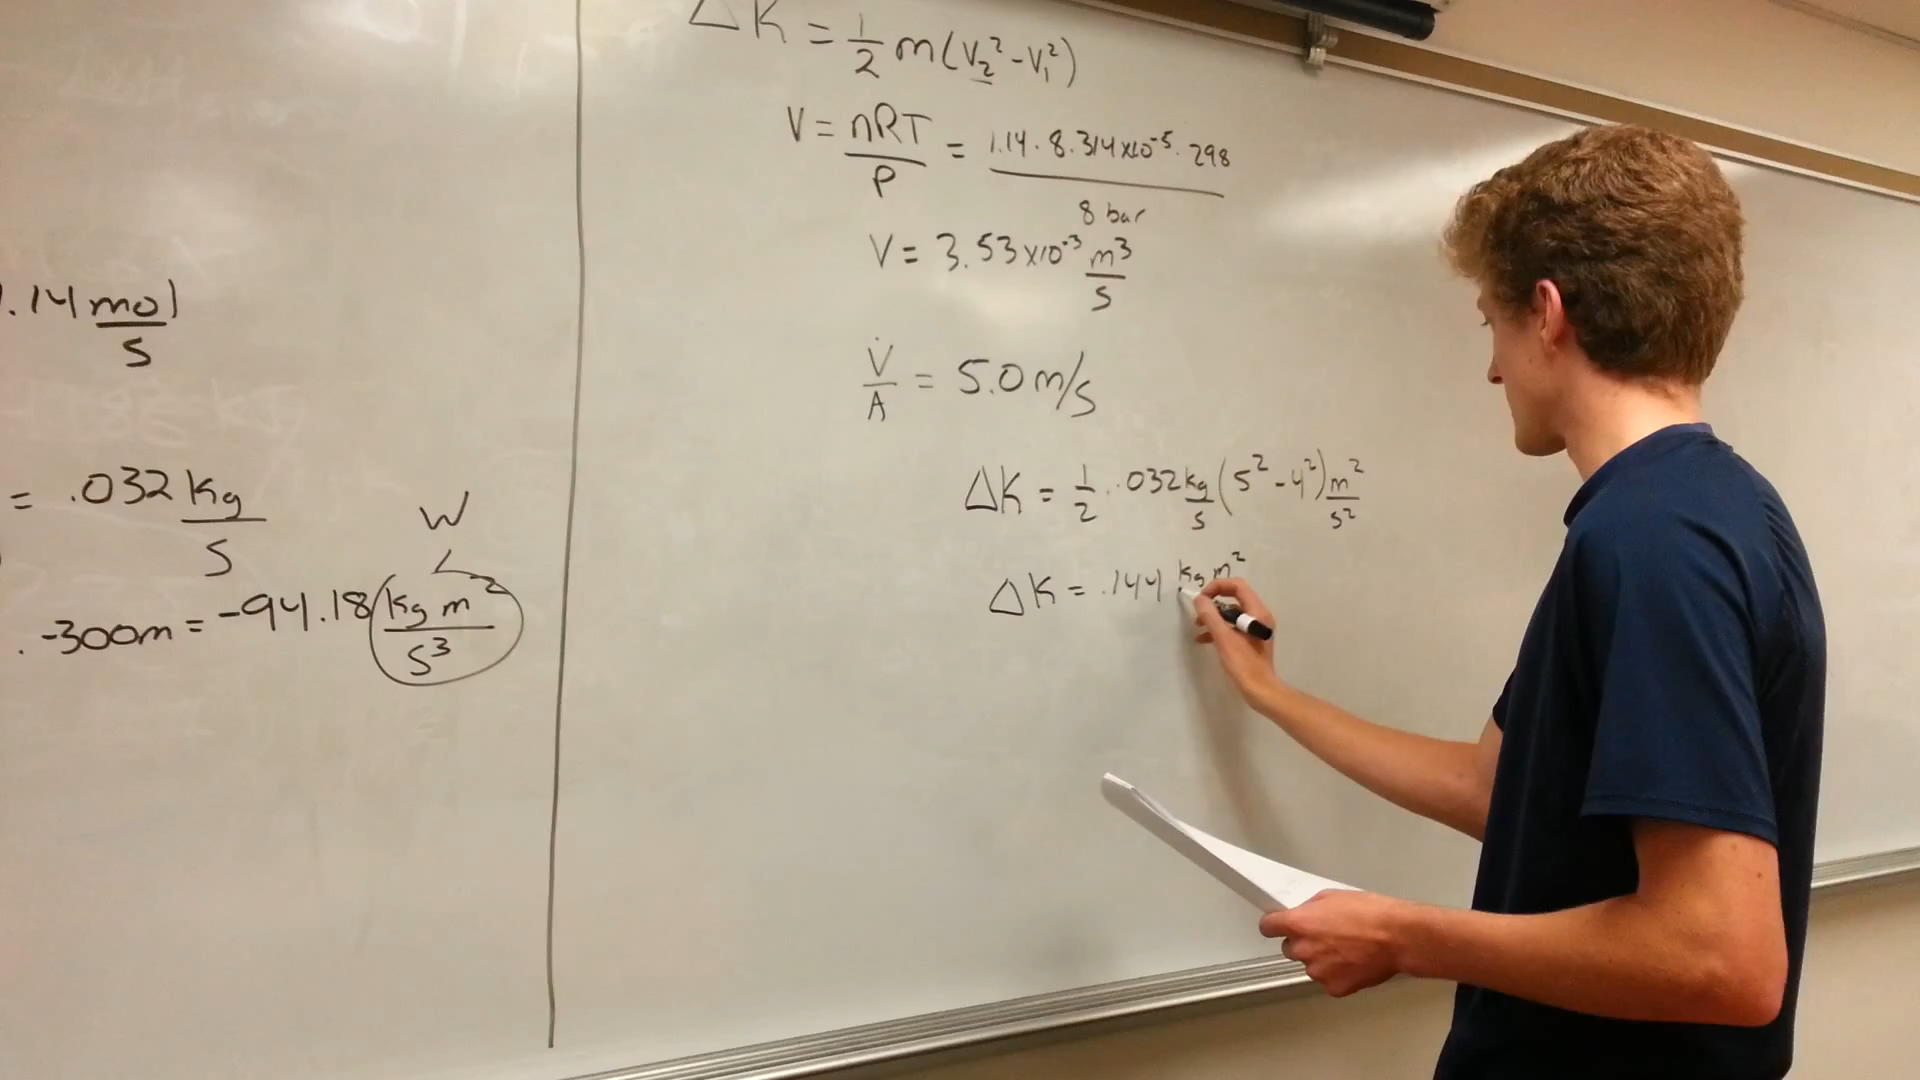 .14 mol/s
= .032 Kg/s
W
. -300m = -94.18 Kg m²/s³
ΔK = 1/2 m(V₂² - V₁²)
V = nRT/P = 1.14 · 8.314x10⁻⁵ · 298 / 8 bar
V = 3.53x10⁻³ m³/s
V̇/A = 5.0 m/s
ΔK = 1/2 · .032 kg/s (5² - 4²) m²/s²
ΔK = .144 kg m²